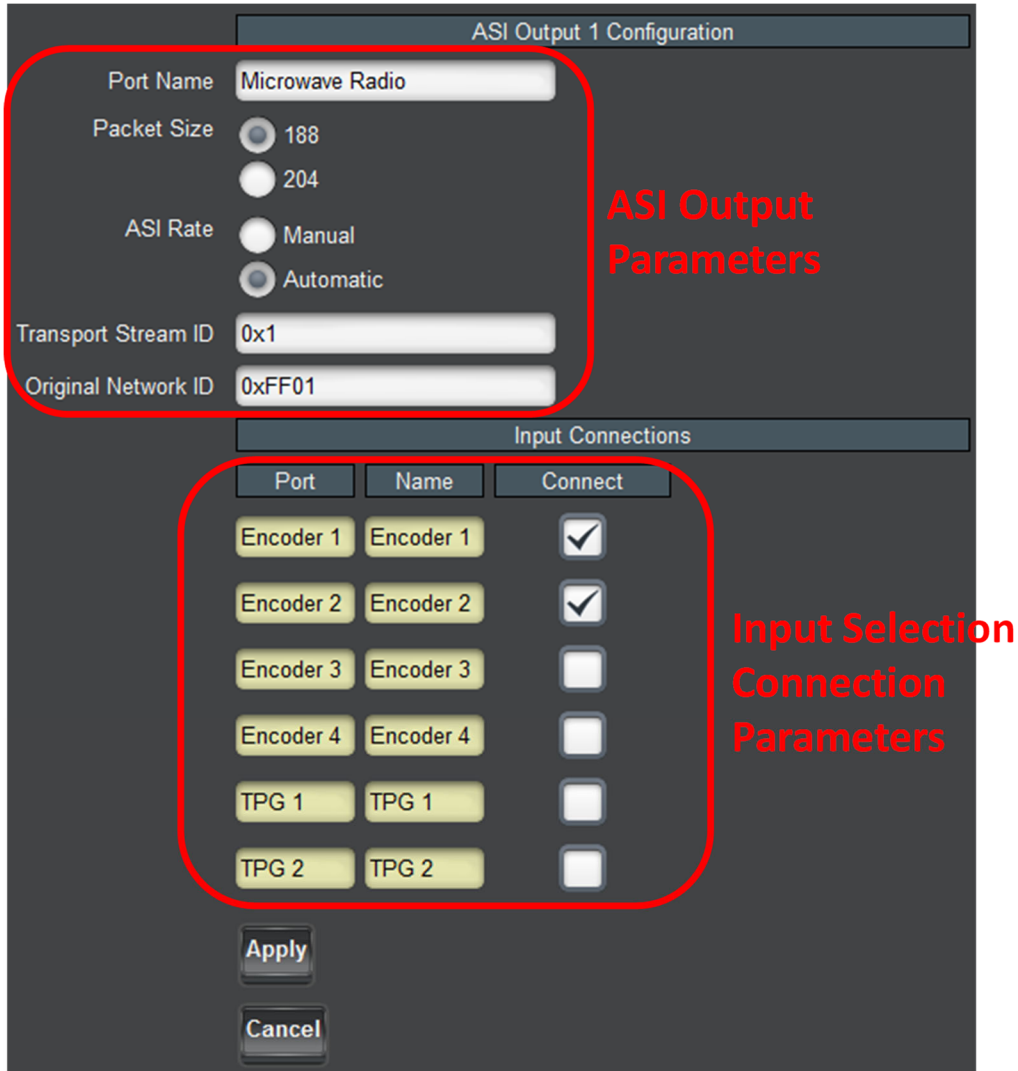 ASI Output 1 Configuration
Port Name Microwave Radio
Packet Size 188
204
ASI Rate Manual
Automatic
Transport Stream ID 0x1
Original Network ID 0xFF01
ASI Output
Parameters
Input Connections
Port Name Connect
Encoder 1 Encoder 1
Encoder 2 Encoder 2
Encoder 3 Encoder 3
Encoder 4 Encoder 4
TPG 1 TPG 1
TPG 2 TPG 2
Input Selection
Connection
Parameters
Apply
Cancel